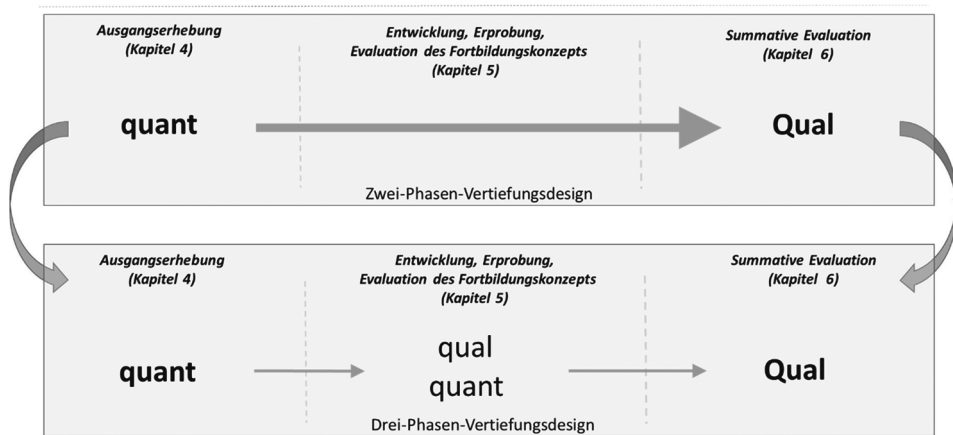 Ausgangserhebung
(Kapitel 4)
Entwicklung, Erprobung,
Evaluation des Fortbildungskonzepts
(Kapitel 5)
Summative Evaluation
(Kapitel 6)
quant
Qual
Zwei-Phasen-Vertiefungsdesign
Ausgangserhebung
(Kapitel 4)
Entwicklung, Erprobung,
Evaluation des Fortbildungskonzepts
(Kapitel 5)
Summative Evaluation
(Kapitel 6)
quant
qual
quant
Qual
Drei-Phasen-Vertiefungsdesign